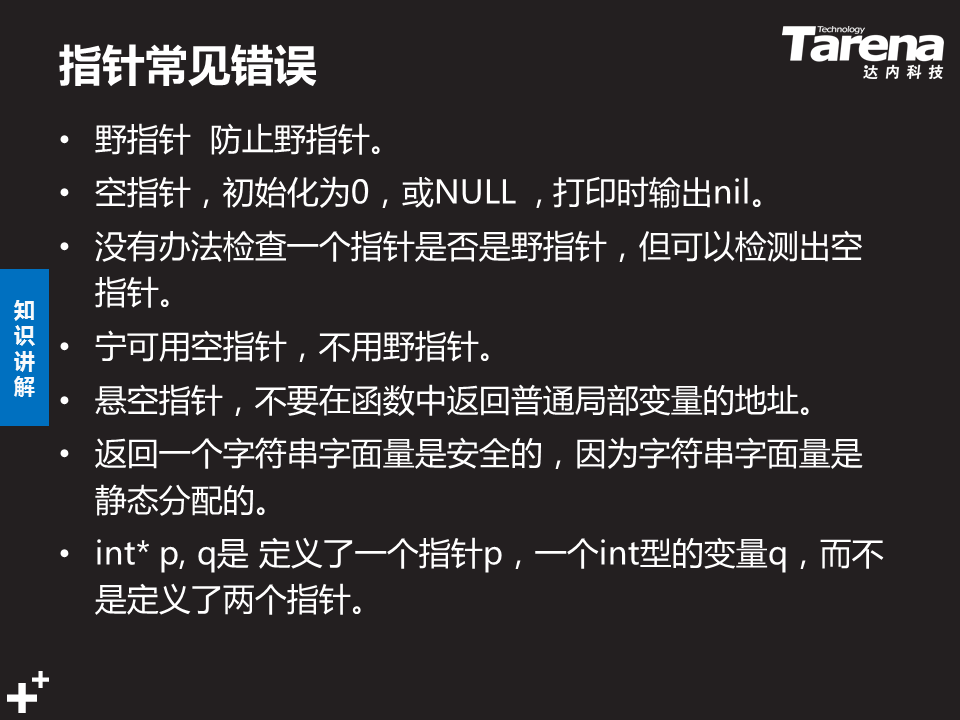 指针常见错误
Technology
Tarena
达内科技
• 野指针 防止野指针。
• 空指针，初始化为0，或NULL ，打印时输出nil。
• 没有办法检查一个指针是否是野指针，但可以检测出空
指针。
• 宁可用空指针，不用野指针。
• 悬空指针，不要在函数中返回普通局部变量的地址。
• 返回一个字符串字面量是安全的，因为字符串字面量是
静态分配的。
• int* p, q是 定义了一个指针p，一个int型的变量q，而不
是定义了两个指针。
知
识
讲
解